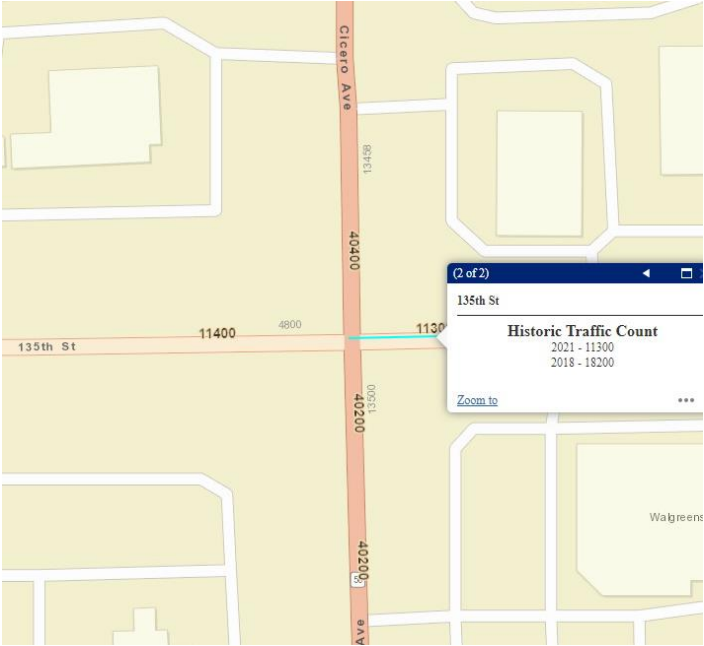 Cicero Ave
13458
40400
(2 of 2)
135th St
Historic Traffic Count
2021 - 11300
2018 - 18200
Zoom to
4800
11400
1130
135th St
13500
40200
Walgreens
40200
50
Ave